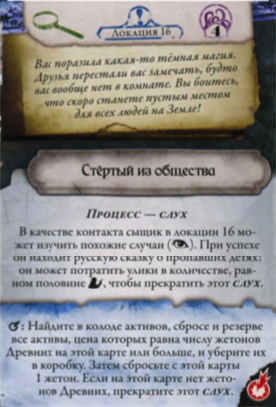 Локация 16
4
Вас поразила какая-то тёмная магия.
Друзья перестали вас замечать, будто
вас вообще нет в комнате. Вы боитесь,
что скоро станете пустым местом
для всех людей на Земле!
Стёртый из общества
Процесс — слух
В качестве контакта сыщик в локации 16 мо-
жет изучить похожие случаи ( ). При успехе
он находит русскую сказку о пропавших детях:
он может потратить улики в количестве, рав-
ном половине , чтобы прекратить этот слух.
: Найдите в колоде активов, сбросе и резерве
все активы, цена которых равна числу жетонов
Древних на этой карте или больше, и уберите их
в коробку. Затем сбросьте с этой карты
1 жетон. Если на этой карте нет жето-
нов Древних, прекратите этот слух.